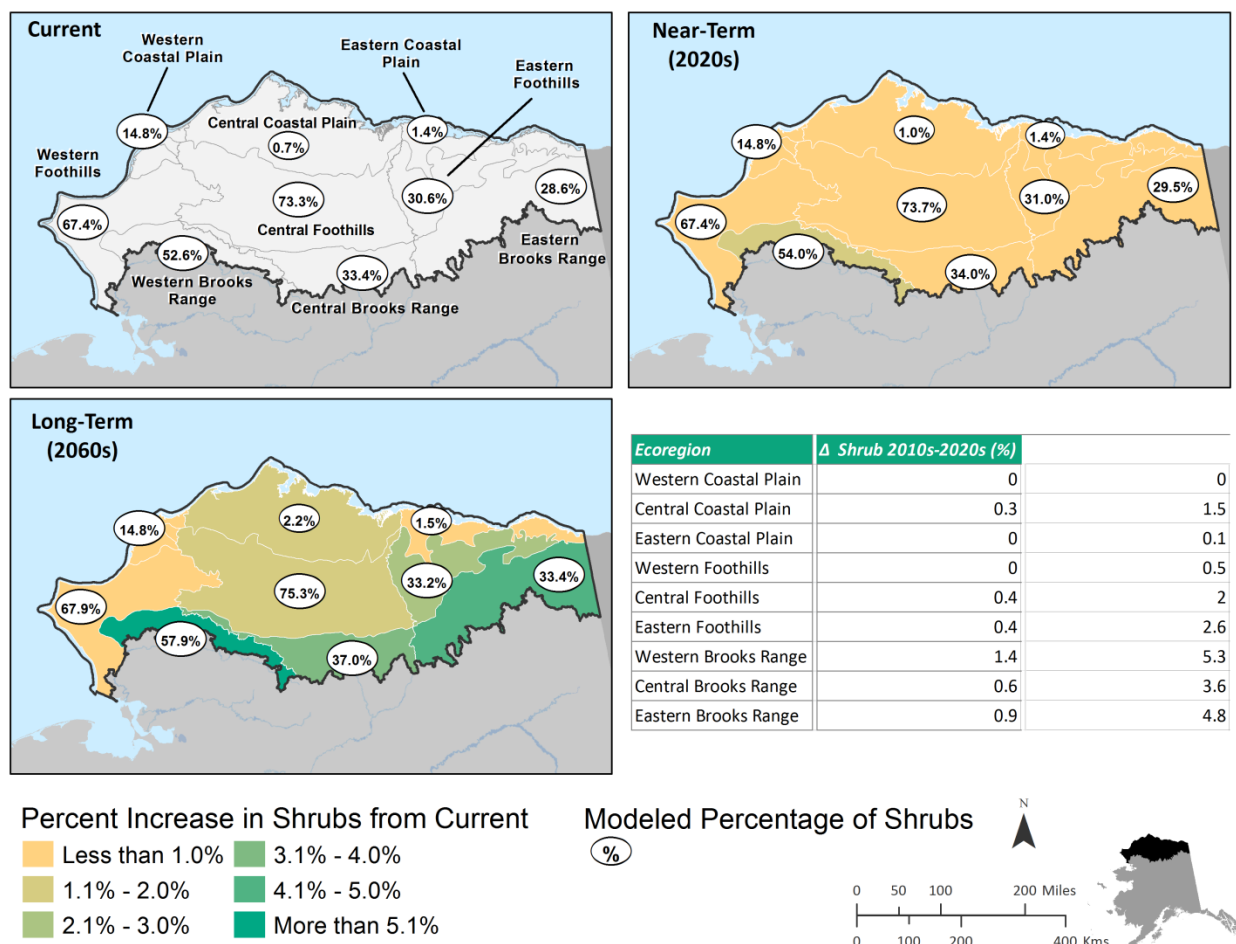 Current
Western
Coastal Plain
Eastern Coastal
Plain
Eastern
Foothills
14.8%
Central Coastal Plain
0.7%
1.4%
Western
Foothills
67.4%
73.3%
Central Foothills
30.6%
28.6%
52.6%
Western Brooks
Range
33.4%
Central Brooks Range
Eastern
Brooks Range
Near-Term
(2020s)
14.8%
1.0%
1.4%
67.4%
73.7%
31.0%
29.5%
54.0%
34.0%
Long-Term
(2060s)
14.8%
2.2%
1.5%
67.9%
75.3%
33.2%
33.4%
57.9%
37.0%
Ecoregion Δ Shrub 2010s-2020s (%)
Western Coastal Plain 0 0
Central Coastal Plain 0.3 1.5
Eastern Coastal Plain 0 0.1
Western Foothills 0 0.5
Central Foothills 0.4 2
Eastern Foothills 0.4 2.6
Western Brooks Range 1.4 5.3
Central Brooks Range 0.6 3.6
Eastern Brooks Range 0.9 4.8
Percent Increase in Shrubs from Current
Less than 1.0%
1.1% - 2.0%
2.1% - 3.0%
3.1% - 4.0%
4.1% - 5.0%
More than 5.1%
Modeled Percentage of Shrubs
%
N
0 50 100 200 Miles
0 100 200 400 Kms